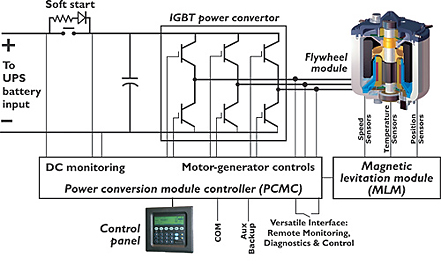 Soft start
IGBT power convertor
+
To
UPS
battery
input
–
Flywheel
module
Speed
Sensors
Temperature
Sensors
Position
Sensors
DC monitoring
Motor-generator controls
Power conversion module controller (PCMC)
Magnetic
levitation module
(MLM)
Control
panel
COM
Aux
Backup
Versatile Interface:
Remote Monitoring,
Diagnostics & Control